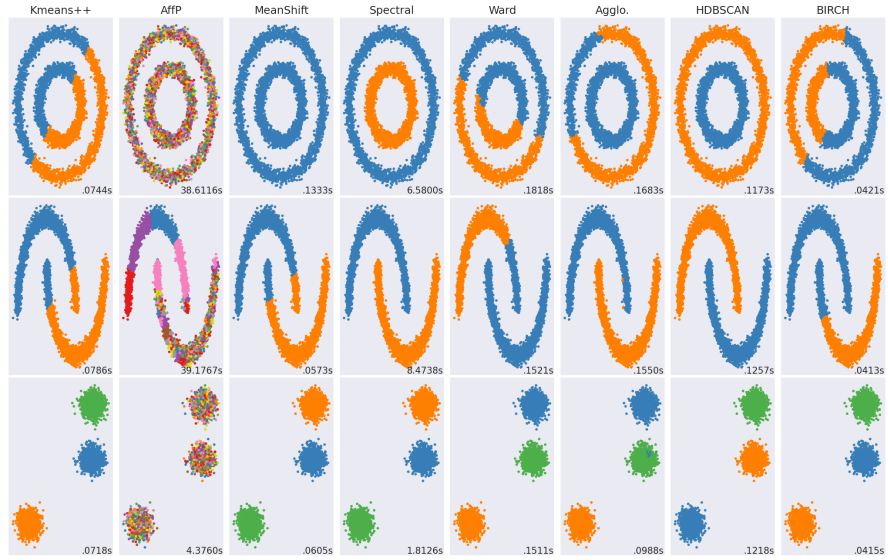 Kmeans++ AffP MeanShift Spectral Ward Agglo. HDBSCAN BIRCH
.0744s 38.6116s .1333s 6.5800s .1818s .1683s .1173s .0421s
.0786s 39.1767s .0573s 8.4738s .1521s .1550s .1257s .0413s
.0718s 4.3760s .0605s 1.8126s .1511s .0988s .1218s .0415s